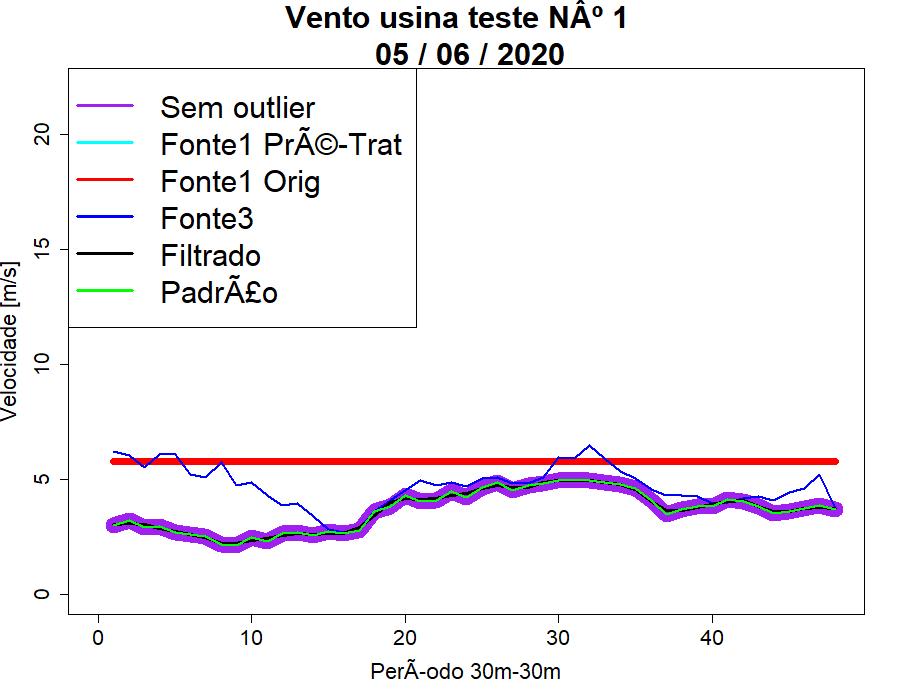 Vento usina teste NÂº 1
05 / 06 / 2020
Sem outlier
Fonte1 PrÃ©-Trat
Fonte1 Orig
Fonte3
Filtrado
PadrÃ£o
Velocidade [m/s]
20
15
10
5
0
0 10 20 30 40
PerÃ-odo 30m-30m